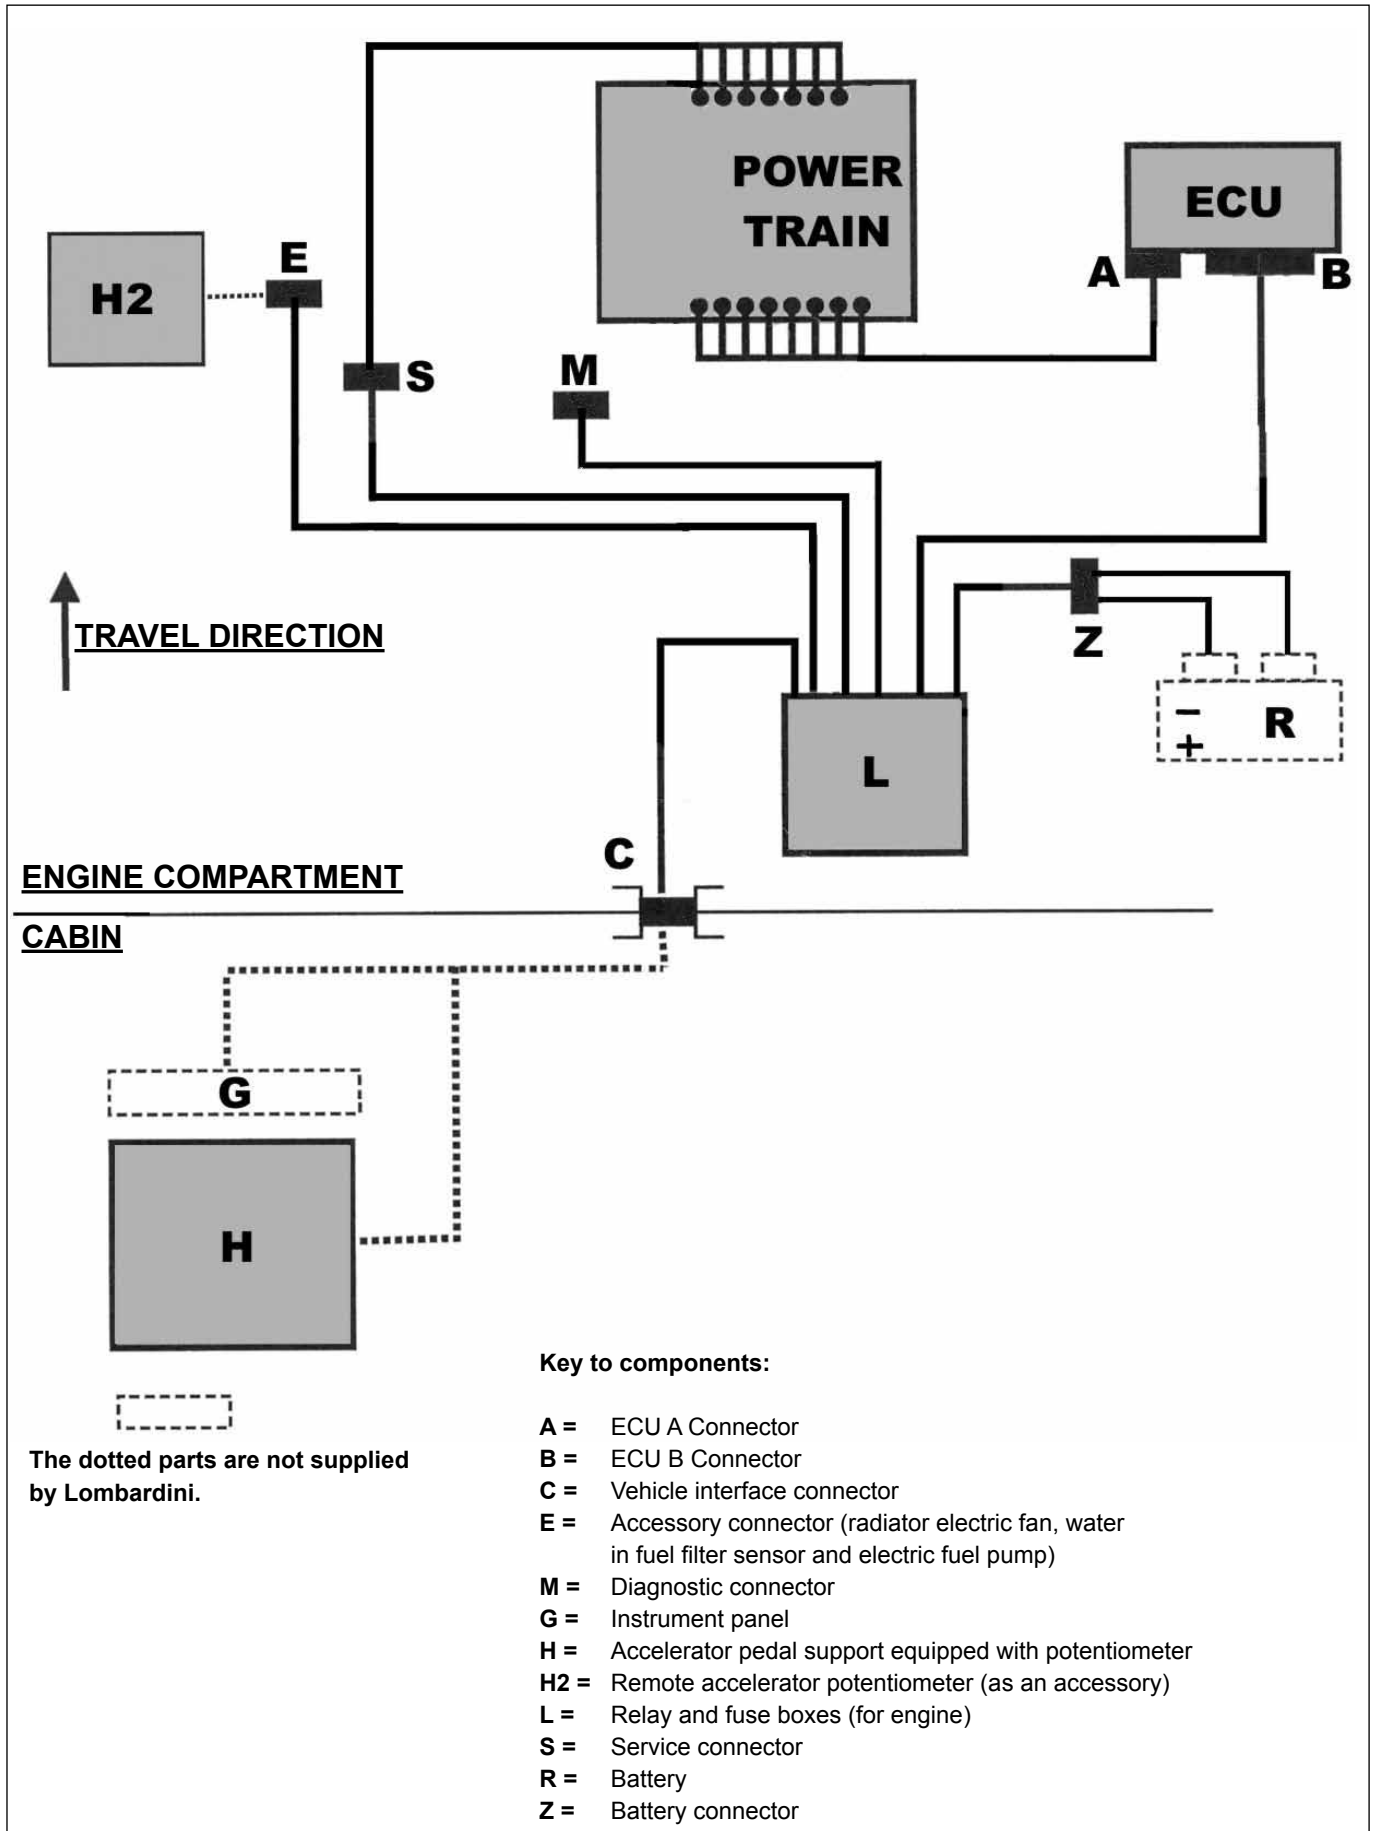 POWER
TRAIN
ECU
A
B
H2
E
S
M
TRAVEL DIRECTION
Z
−
+
R
L
C
ENGINE COMPARTMENT
CABIN
G
H
The dotted parts are not supplied
by Lombardini.
Key to components:
A = ECU A Connector
B = ECU B Connector
C = Vehicle interface connector
E = Accessory connector (radiator electric fan, water
in fuel filter sensor and electric fuel pump)
M = Diagnostic connector
G = Instrument panel
H = Accelerator pedal support equipped with potentiometer
H2 = Remote accelerator potentiometer (as an accessory)
L = Relay and fuse boxes (for engine)
S = Service connector
R = Battery
Z = Battery connector